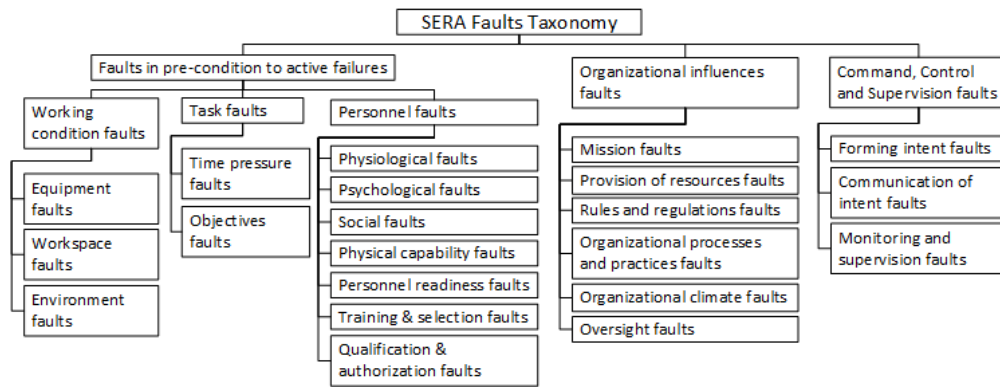 SERA Faults Taxonomy
Faults in pre-condition to active failures
Organizational influences
faults
Command, Control
and Supervision faults
Working
condition faults
Task faults
Personnel faults
Equipment
faults
Workspace
faults
Environment
faults
Time pressure
faults
Objectives
faults
Physiological faults
Psychological faults
Social faults
Physical capability faults
Personnel readiness faults
Training & selection faults
Qualification &
authorization faults
Mission faults
Provision of resources faults
Rules and regulations faults
Organizational processes
and practices faults
Organizational climate faults
Oversight faults
Forming intent faults
Communication of
intent faults
Monitoring and
supervision faults